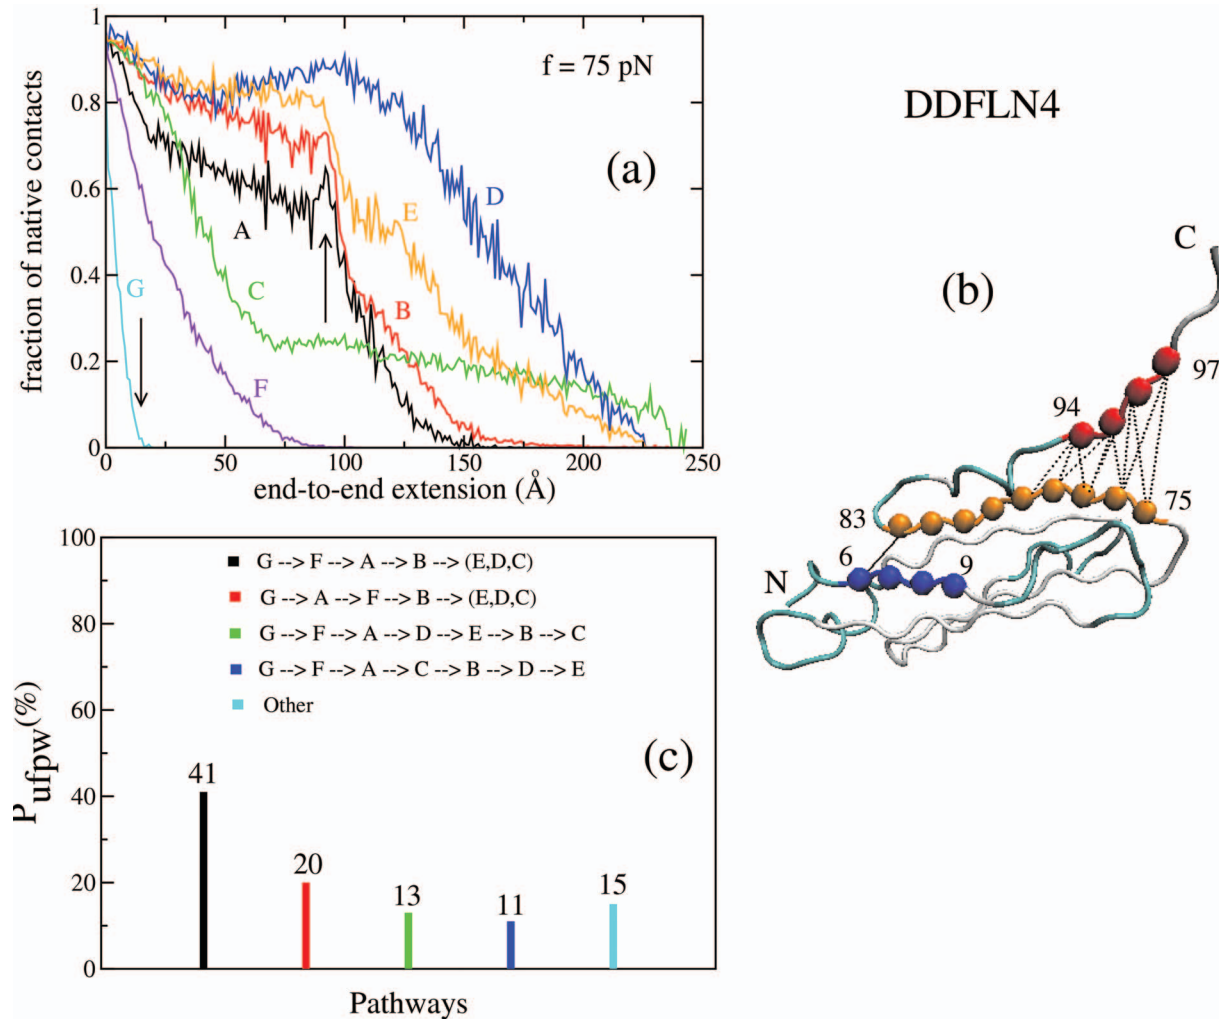 1
0.8
0.6
0.4
0.2
0
fraction of native contacts
f = 75 pN
(a)
A
B
C
D
E
F
G
0 50 100 150 200 250
end-to-end extension (Å)
DDFLN4
(b)
C
97
94
75
83
6
9
N
100
80
60
40
20
0
P_ufpw(%)
G --> F --> A --> B --> (E,D,C)
G --> A --> F --> B --> (E,D,C)
G --> F --> A --> D --> E --> B --> C
G --> F --> A --> C --> B --> D --> E
Other
(c)
41
20
13
11
15
Pathways